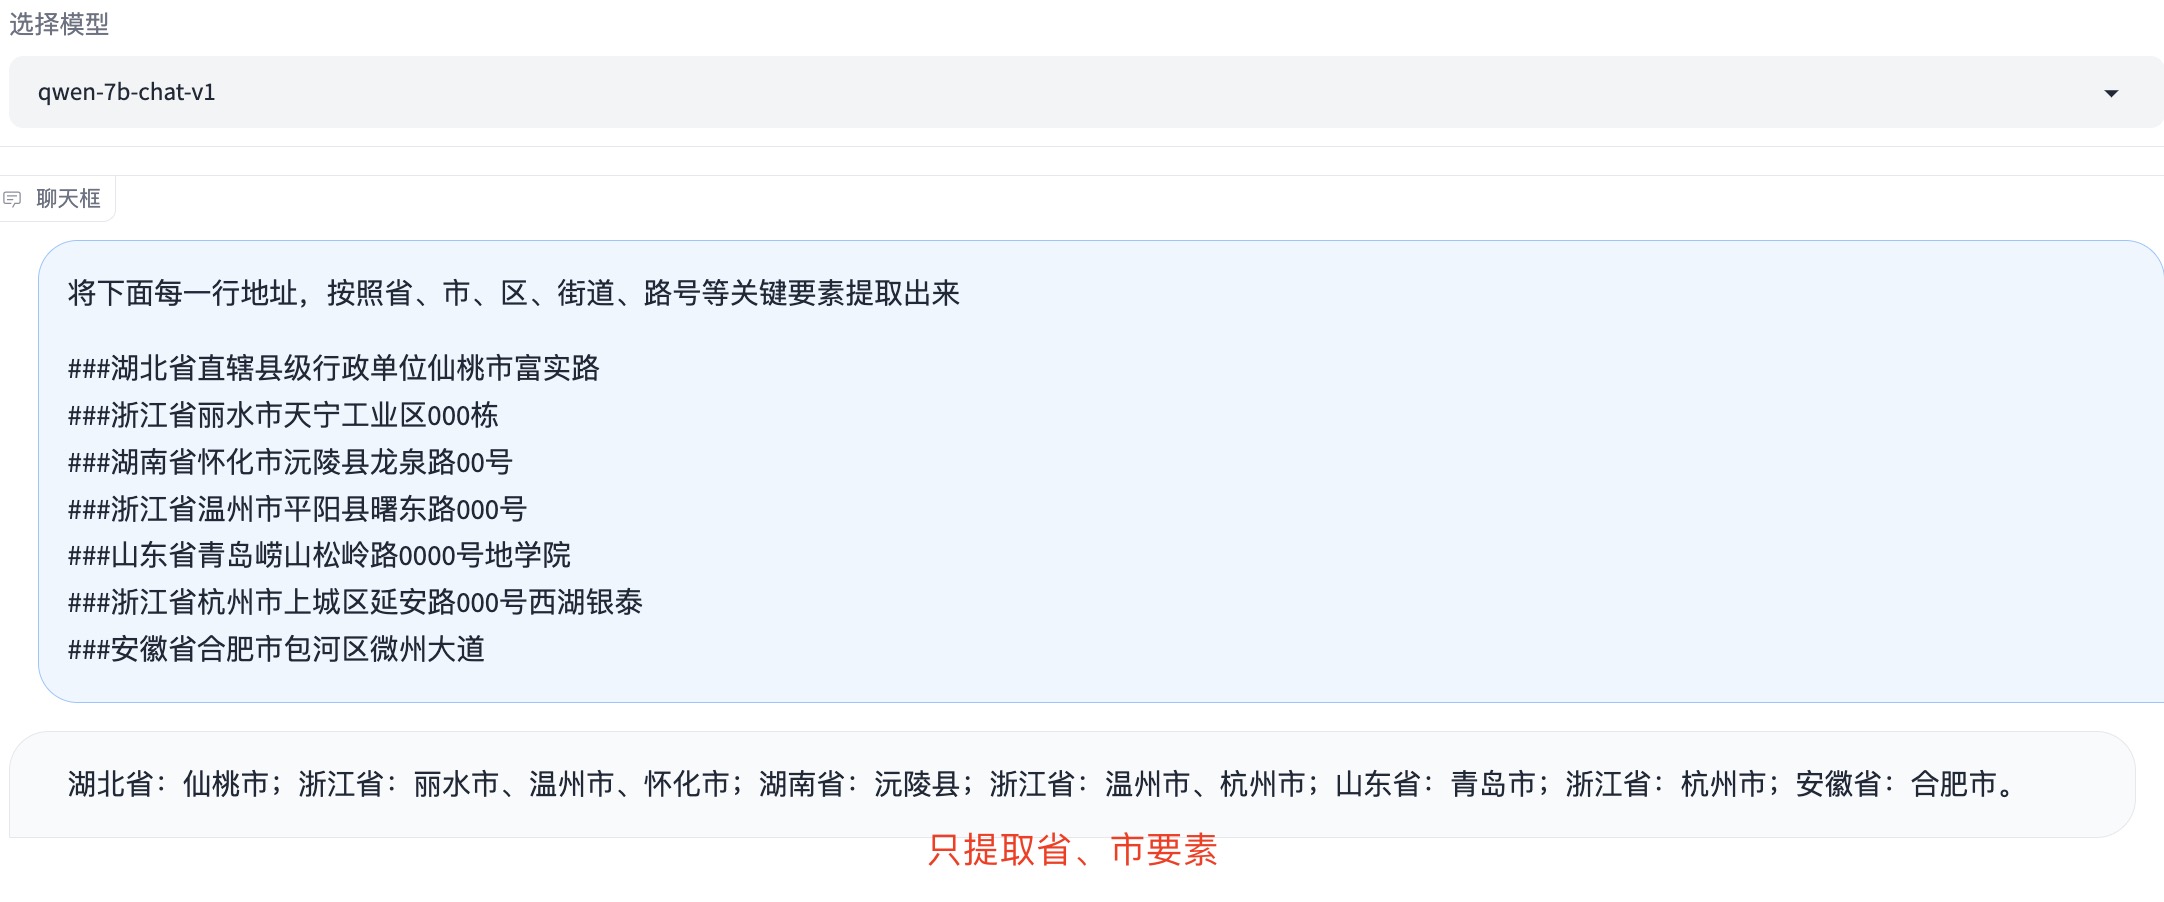 选择模型
qwen-7b-chat-v1
聊天框
将下面每一行地址，按照省、市、区、街道、路号等关键要素提取出来
###湖北省直辖县级行政单位仙桃市富实路
###浙江省丽水市天宁工业区000栋
###湖南省怀化市沅陵县龙泉路00号
###浙江省温州市平阳县曙东路000号
###山东省青岛崂山松岭路0000号地学院
###浙江省杭州市上城区延安路000号西湖银泰
###安徽省合肥市包河区微州大道
湖北省：仙桃市；浙江省：丽水市、温州市、怀化市；湖南省：沅陵县；浙江省：温州市、杭州市；山东省：青岛市；浙江省：杭州市；安徽省：合肥市。
只提取省、市要素